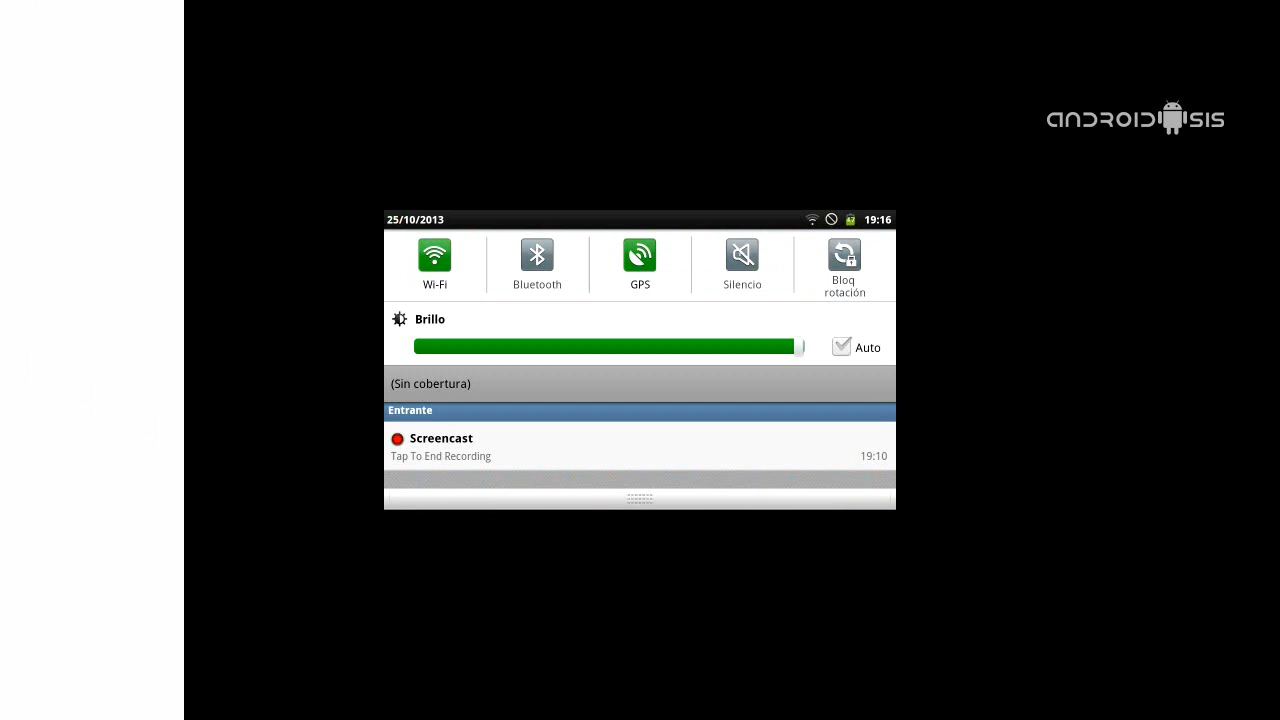 ANDROIDSIS
25/10/2013
19:16
Wi-Fi
Bluetooth
GPS
Silencio
Bloq
rotación
Brillo
Auto
(Sin cobertura)
Entrante
Screencast
Tap To End Recording
19:10